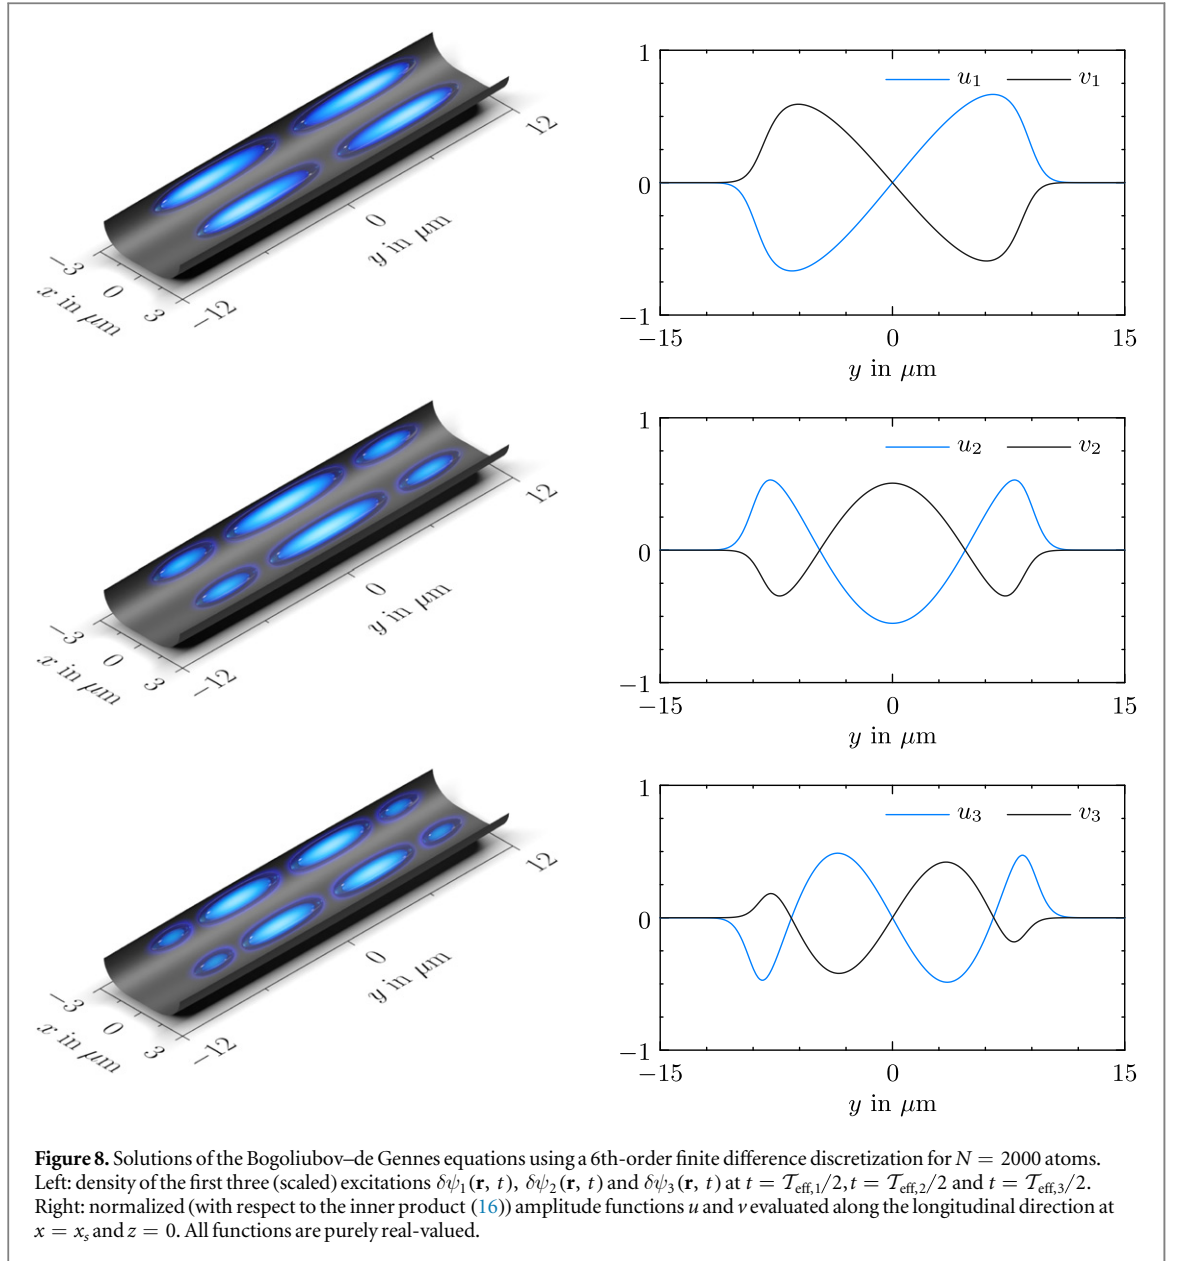 12
0
y in μm
−3
0
3
x in μm
−12
1
u1
v1
0
−1
−15
0
15
y in μm
12
0
y in μm
−3
0
3
x in μm
−12
1
u2
v2
0
−1
−15
0
15
y in μm
12
0
y in μm
−3
0
3
x in μm
−12
1
u3
v3
0
−1
−15
0
15
y in μm
Figure 8. Solutions of the Bogoliubov–de Gennes equations using a 6th-order finite difference discretization for N = 2000 atoms.
Left: density of the first three (scaled) excitations δψ1(r, t), δψ2(r, t) and δψ3(r, t) at t = 𝒯eff,1/2, t = 𝒯eff,2/2 and t = 𝒯eff,3/2.
Right: normalized (with respect to the inner product (16)) amplitude functions u and v evaluated along the longitudinal direction at
x = xs and z = 0. All functions are purely real-valued.